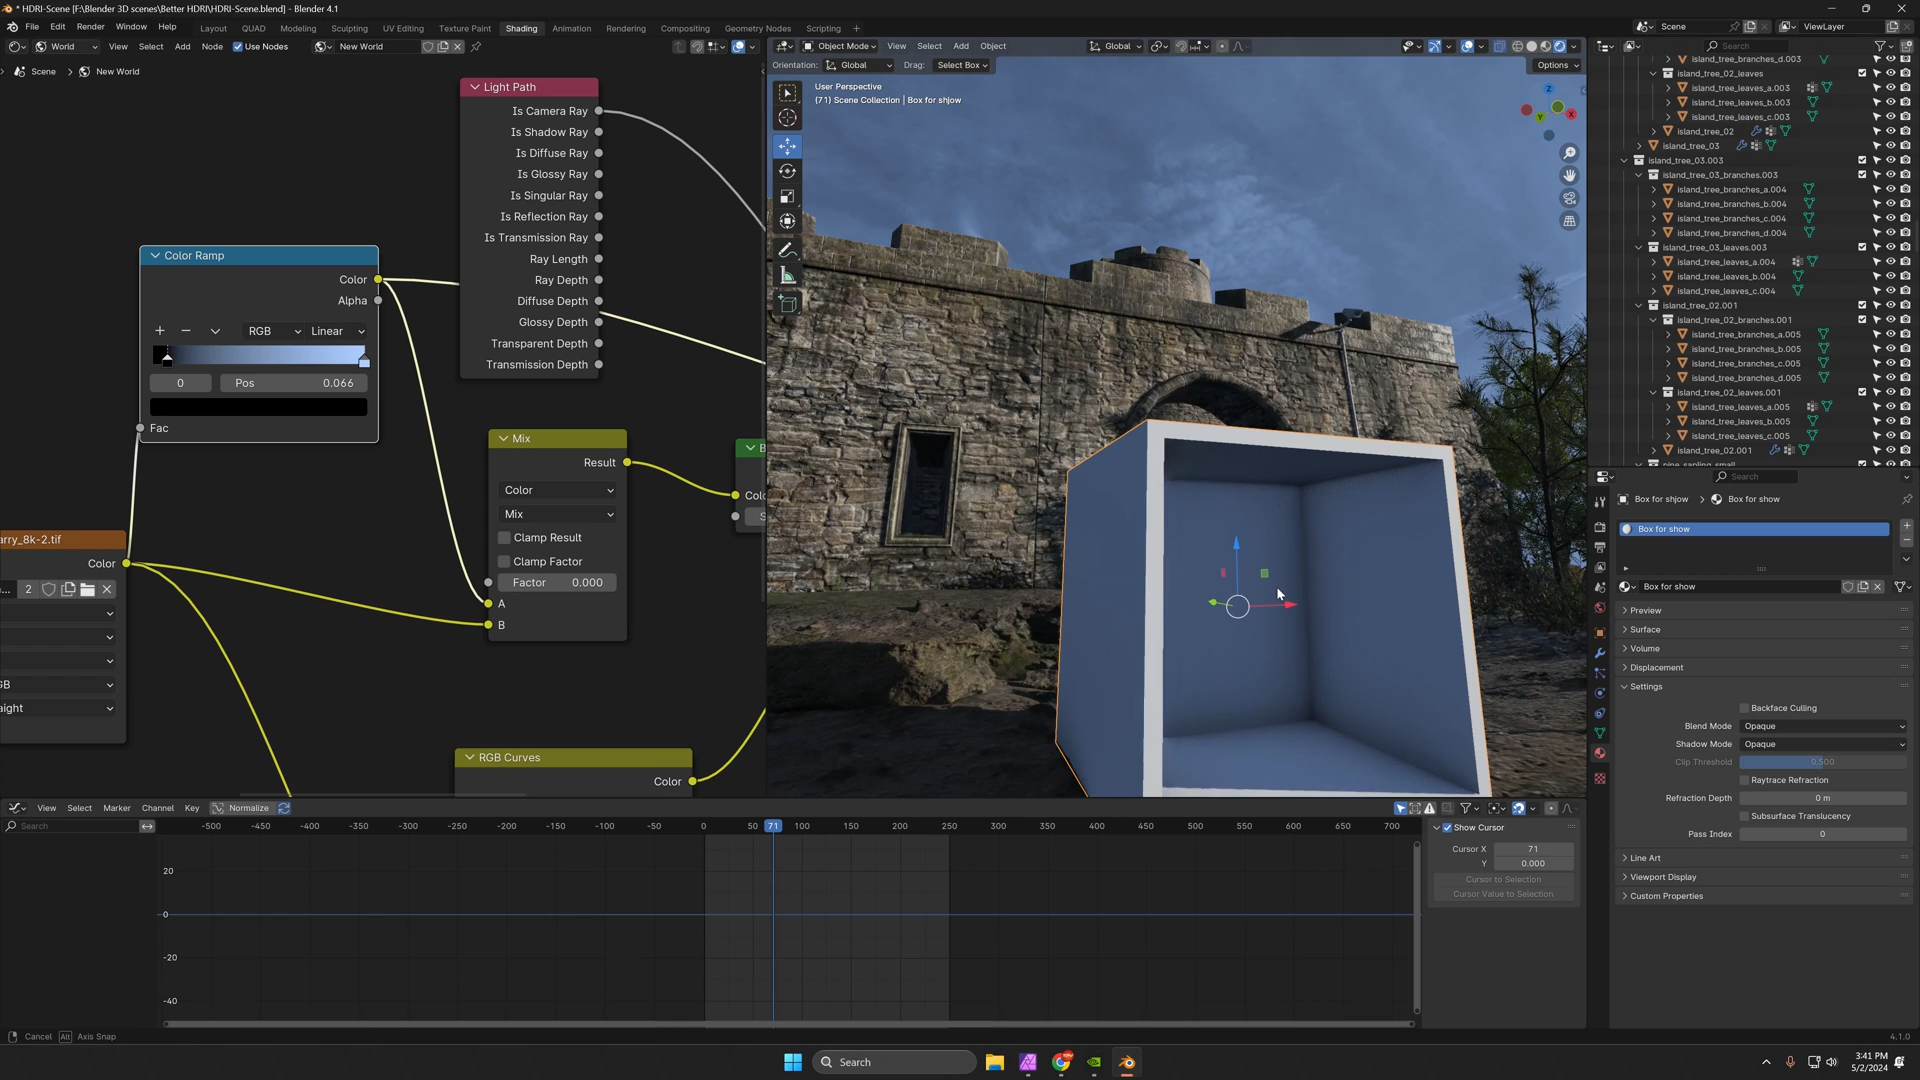 * HDRI-Scene [F:\Blender 3D scenes\Better HDRI\HDRI-Scene.blend] - Blender 4.1
File Edit Render Window Help Layout QUAD Modeling Sculpting UV Editing Texture Paint Shading Animation Rendering Compositing Geometry Nodes Scripting +
Scene ViewLayer
World View Select Add Node Use Nodes New World
Object Mode View Select Add Object Global
Search
Orientation: Global Drag: Select Box Options
Scene > New World
User Perspective
(71) Scene Collection | Box for shjow
Light Path
Is Camera Ray
Is Shadow Ray
Is Diffuse Ray
Is Glossy Ray
Is Singular Ray
Is Reflection Ray
Is Transmission Ray
Ray Length
Ray Depth
Diffuse Depth
Glossy Depth
Transparent Depth
Transmission Depth
Color Ramp
Color
Alpha
RGB Linear
0 Pos 0.066
Fac
Mix
Result
Color
Mix
Clamp Result
Clamp Factor
Factor 0.000
A
B
B
Colo
S
arry_8k-2.tif
Color
... 2
GB
aight
RGB Curves
Color
Z
Y
X
island_tree_branches_d.003
island_tree_02_leaves
island_tree_leaves_a.003
island_tree_leaves_b.003
island_tree_leaves_c.003
island_tree_02
island_tree_03
island_tree_03.003
island_tree_03_branches.003
island_tree_branches_a.004
island_tree_branches_b.004
island_tree_branches_c.004
island_tree_branches_d.004
island_tree_03_leaves.003
island_tree_leaves_a.004
island_tree_leaves_b.004
island_tree_leaves_c.004
island_tree_02.001
island_tree_02_branches.001
island_tree_branches_a.005
island_tree_branches_b.005
island_tree_branches_c.005
island_tree_branches_d.005
island_tree_02_leaves.001
island_tree_leaves_a.005
island_tree_leaves_b.005
island_tree_leaves_c.005
island_tree_02.001
pine_sapling_small
Search
Box for shjow > Box for show
Box for show
Box for show
Preview
Surface
Volume
Displacement
Settings
Backface Culling
Blend Mode Opaque
Shadow Mode Opaque
Clip Threshold 0.500
Raytrace Refraction
Refraction Depth 0 m
Subsurface Translucency
Pass Index 0
Line Art
Viewport Display
Custom Properties
View Select Marker Channel Key Normalize
Search
-500 -450 -400 -350 -300 -250 -200 -150 -100 -50 0 50 71 100 150 200 250 300 350 400 450 500 550 600 650 700
20
0
-20
-40
Show Cursor
Cursor X 71
Y 0.000
Cursor to Selection
Cursor Value to Selection
Cancel Alt Axis Snap
4.1.0
Search
3:41 PM
5/2/2024